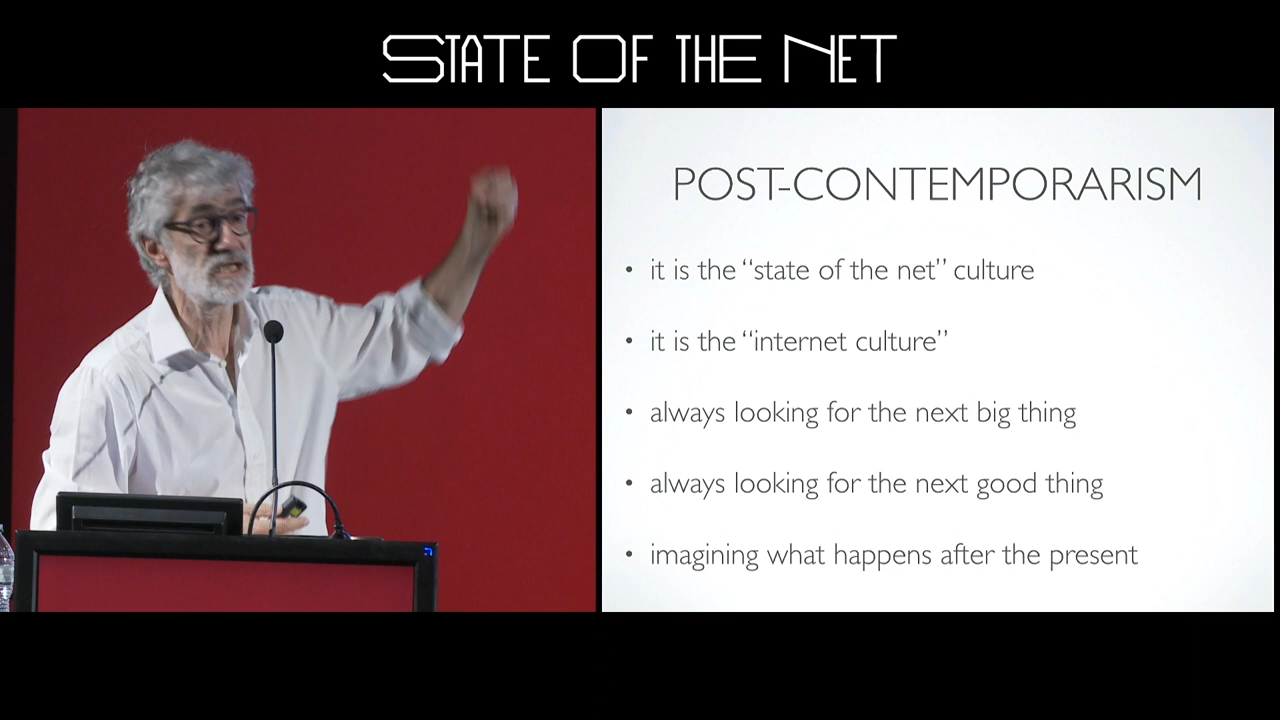 STATE OF THE NET
POST-CONTEMPORARISM
• it is the “state of the net” culture
• it is the “internet culture”
• always looking for the next big thing
• always looking for the next good thing
• imagining what happens after the present